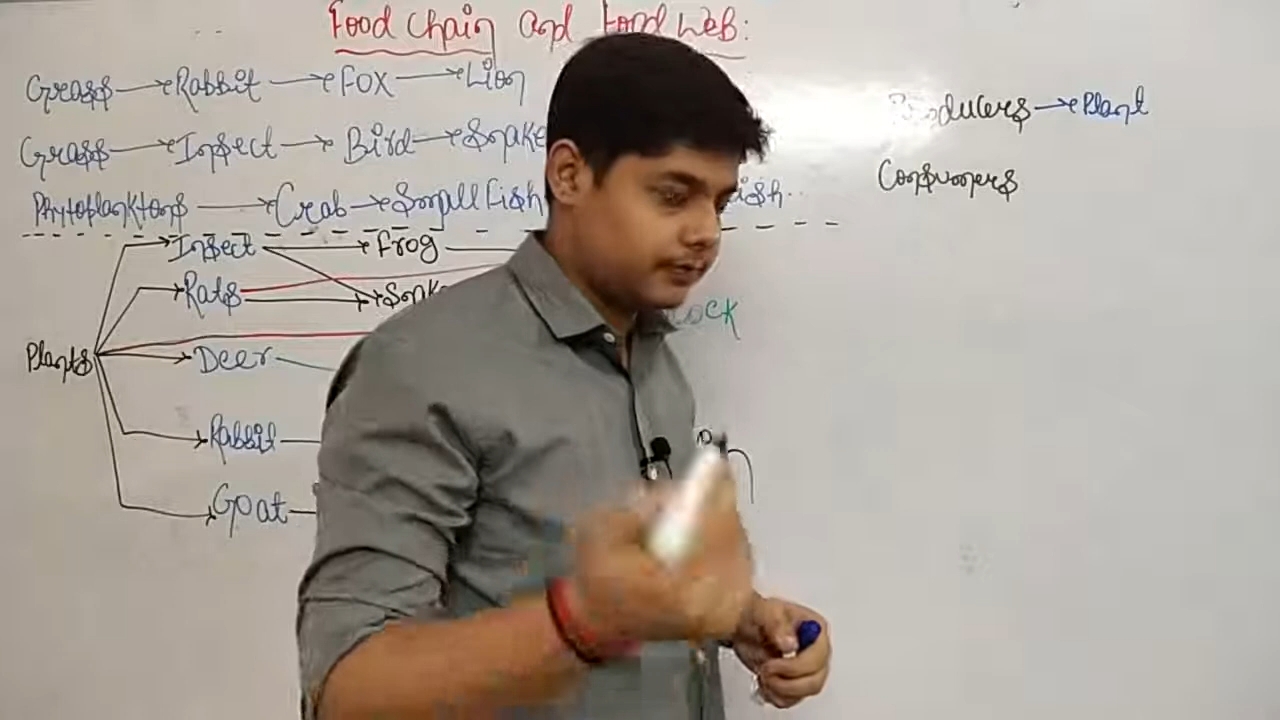 Food Chain and Food Web:
Grass → Rabbit → Fox → Lion
Grass → Insect → Bird → Snake
Phytoplanktons → Crab → Small Fish
Insect → Frog
Rats
Plants → Deer
Rabbit
Goat
Producers → Plant
Consumers